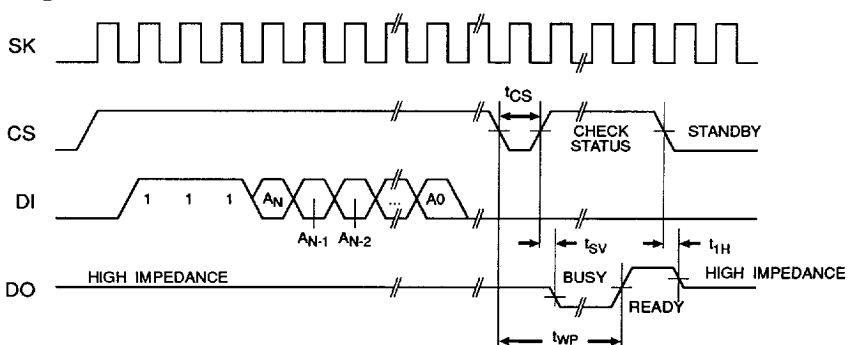 SK
CS
tCS
CHECK
STATUS
STANDBY
DI
1 1 1 AN AN-1 AN-2 ... A0
tSV
t1H
DO
HIGH IMPEDANCE
BUSY
READY
HIGH IMPEDANCE
tWP